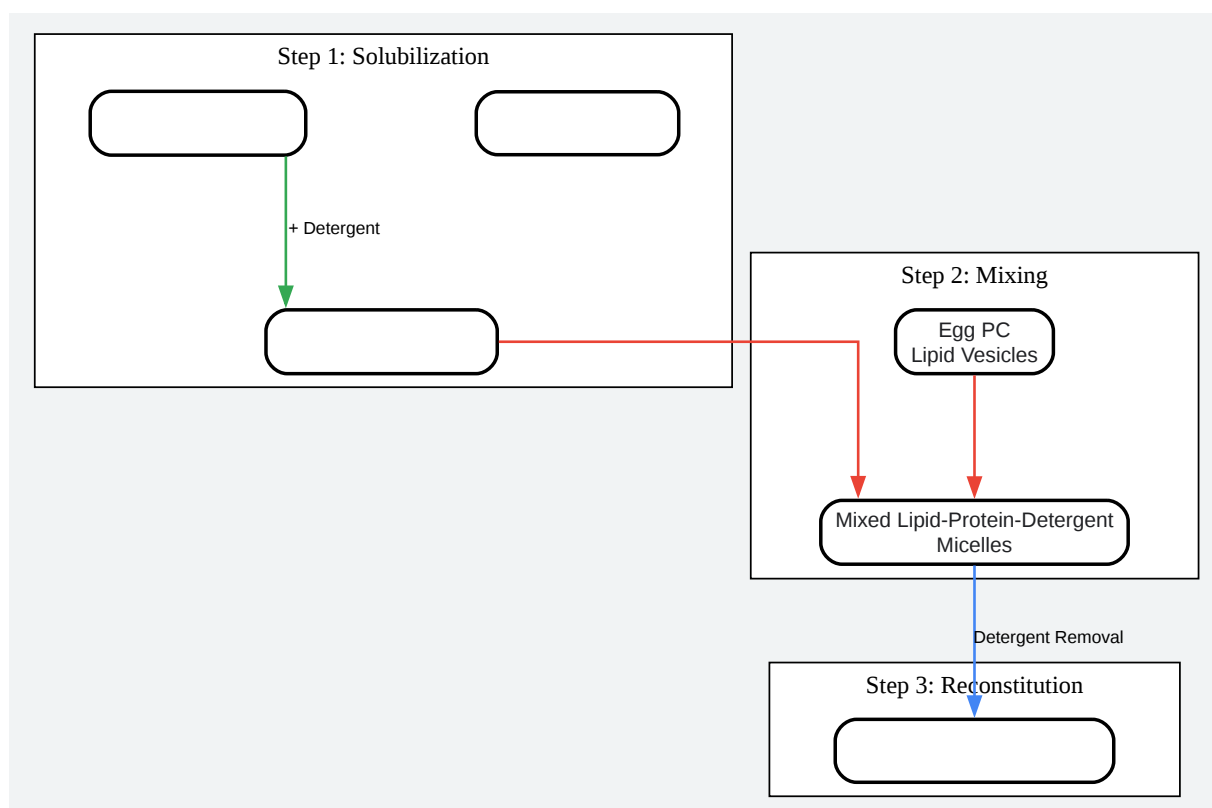 Step 1: Solubilization
+ Detergent
Step 2: Mixing
Egg PC
Lipid Vesicles
Mixed Lipid-Protein-Detergent
Micelles
Detergent Removal
Step 3: Reconstitution